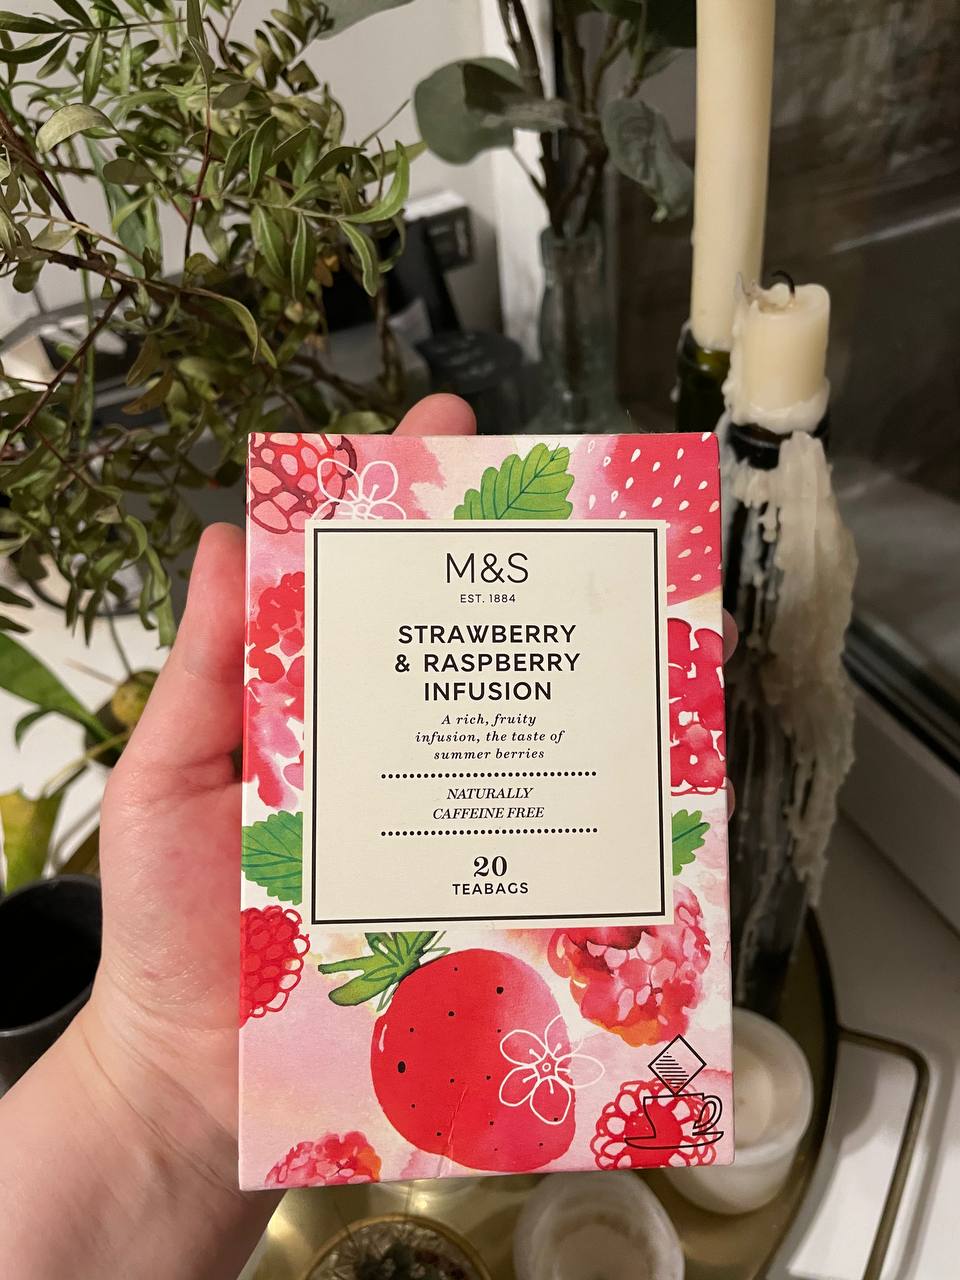 M&S
EST. 1884
STRAWBERRY
& RASPBERRY
INFUSION
A rich, fruity
infusion, the taste of
summer berries
NATURALLY
CAFFEINE FREE
20
TEABAGS